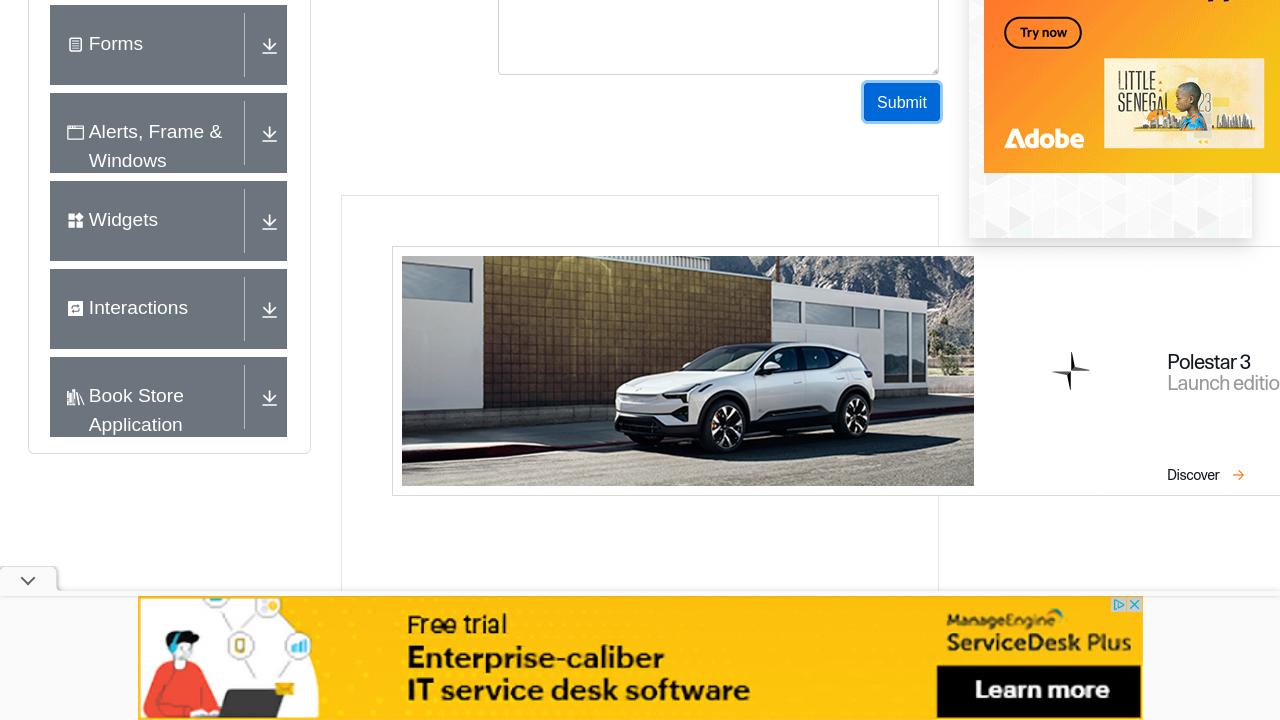 Forms
Alerts, Frame &
Windows
Widgets
Interactions
Book Store
Application
Submit
Try now
LITTLE
SENEGAL
23
Adobe
Polestar 3
Launch editio
Discover
Free trial
Enterprise-caliber
IT service desk software
ManageEngine
ServiceDesk Plus
Learn more